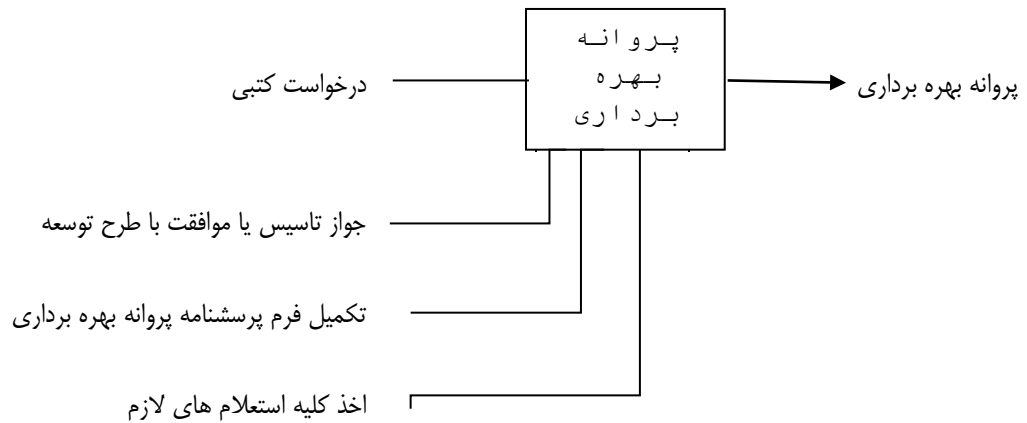 پروانه
بهره
برداری
درخواست کتبی
پروانه بهره برداری
جواز تاسیس یا موافقت با طرح توسعه
تکمیل فرم پرسشنامه پروانه بهره برداری
اخذ کلیه استعلام های لازم